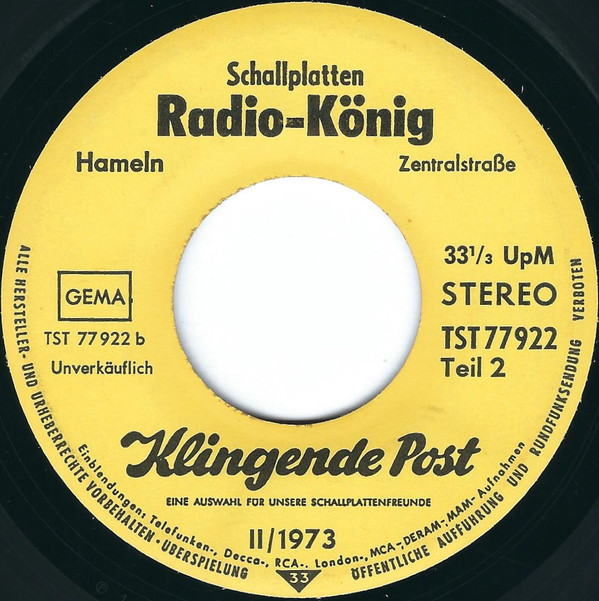 Schallplatten
Radio-König
Hameln
Zentralstraße
33 1/3 UpM
GEMA
STEREO
TST 77922 b
TST 77922
Unverkäuflich
Teil 2
Klingende Post
EINE AUSWAHL FÜR UNSERE SCHALLPLATTENFREUNDE
II/1973
Einblendungen: Telefunken-, Decca-, RCA-, London-, MCA-, DERAM-, MAM- Aufnahmen
33
ALLE HERSTELLER- UND URHEBERRECHTE VORBEHALTEN · ÜBERSPIELUNG
ÖFFENTLICHE AUFFÜHRUNG UND RUNDFUNKSENDUNG VERBOTEN